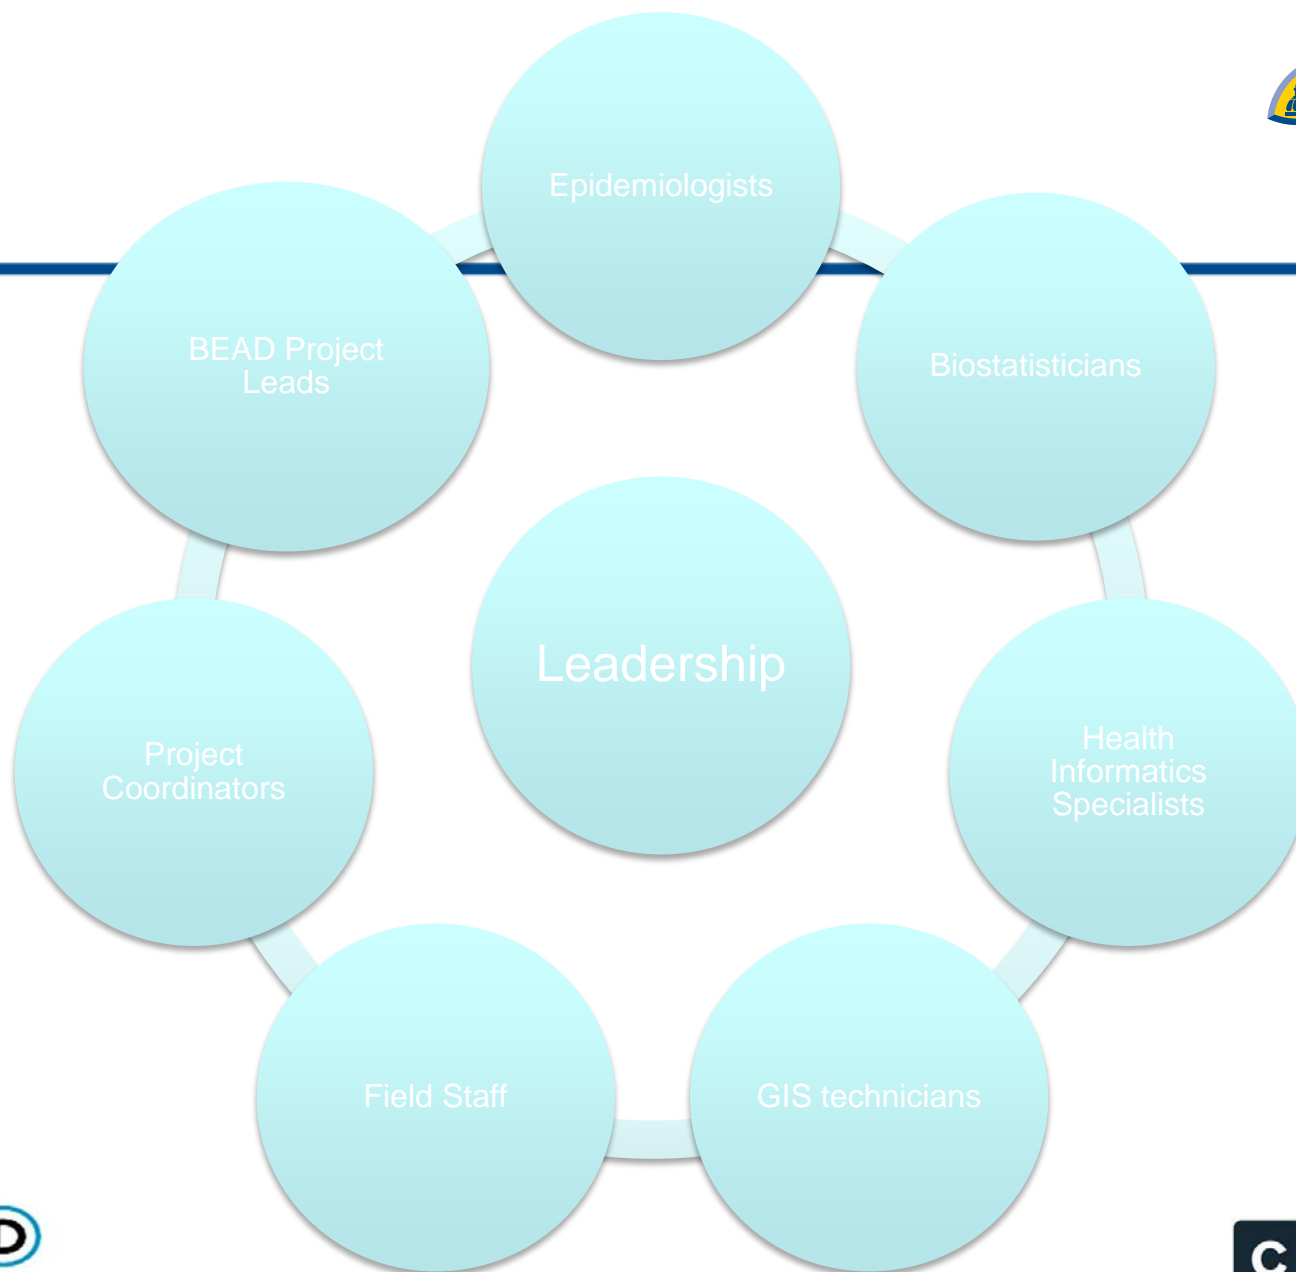 Epidemiologists
BEAD Project
Leads
Biostatisticians
Leadership
Project
Coordinators
Health
Informatics
Specialists
Field Staff
GIS technicians
D
C